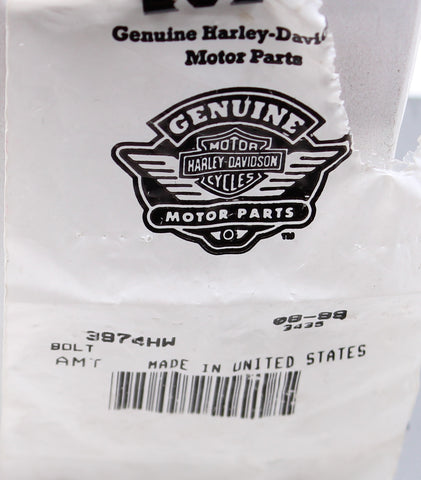 Genuine Harley-Davi
Motor Parts
GENUINE
MOTOR
HARLEY-DAVIDSON
CYCLES
MOTOR PARTS
TM
3974HW
08-99
3435
BOLT
AMT
MADE IN UNITED STATES